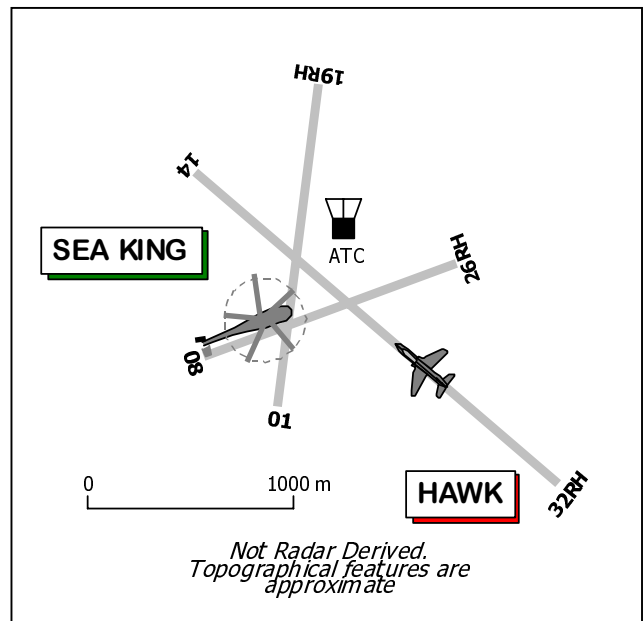 19RH
14
SEA KING
ATC
26RH
08
01
0
1000 m
HAWK
32RH
Not Radar Derived.
Topographical features are
approximate